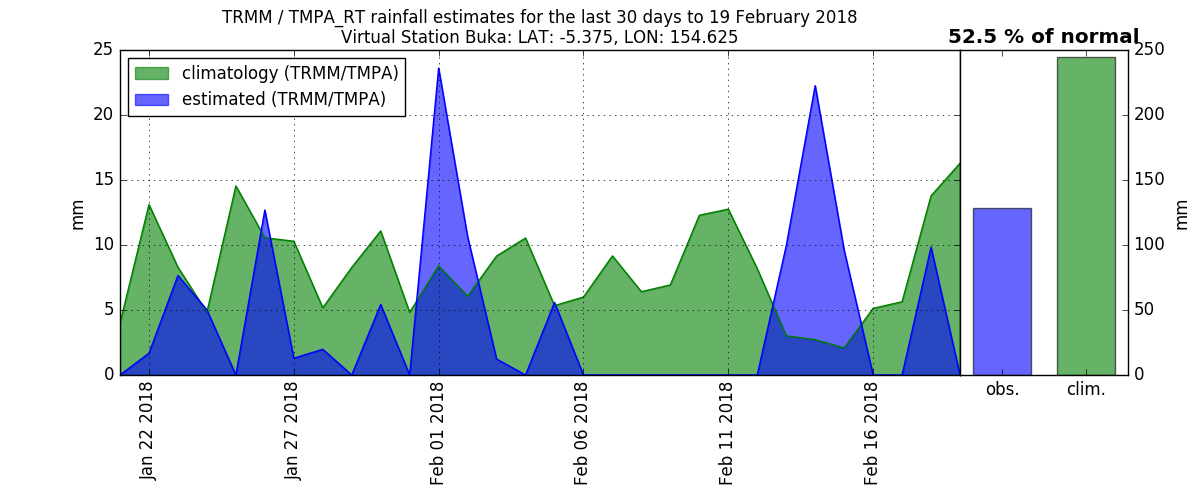 TRMM / TMPA_RT rainfall estimates for the last 30 days to 19 February 2018
Virtual Station Buka: LAT: -5.375, LON: 154.625
52.5 % of normal
climatology (TRMM/TMPA)
estimated (TRMM/TMPA)
mm
25
20
15
10
5
0
Jan 22 2018
Jan 27 2018
Feb 01 2018
Feb 06 2018
Feb 11 2018
Feb 16 2018
obs.
clim.
250
200
150
100
50
0
mm